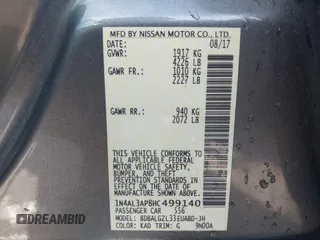 MFD BY NISSAN MOTOR CO., LTD.
DATE: 08/17
GVWR: 1917 KG
4226 LB
GAWR FR.: 1010 KG
2227 LB
GAWR RR.: 940 KG
2072 LB
THIS VEHICLE CONFORMS TO ALL
APPLICABLE FEDERAL MOTOR
VEHICLE SAFETY, BUMPER, AND
THEFT PREVENTION STANDARDS
IN EFFECT ON THE DATE OF
MANUFACTURE SHOWN ABOVE.
1N4AL3AP8HC499140
PASSENGER CAR 556
MODEL: BDBALGZL33EUABD-JH
COLOR: KAD TRIM: G 9N00A